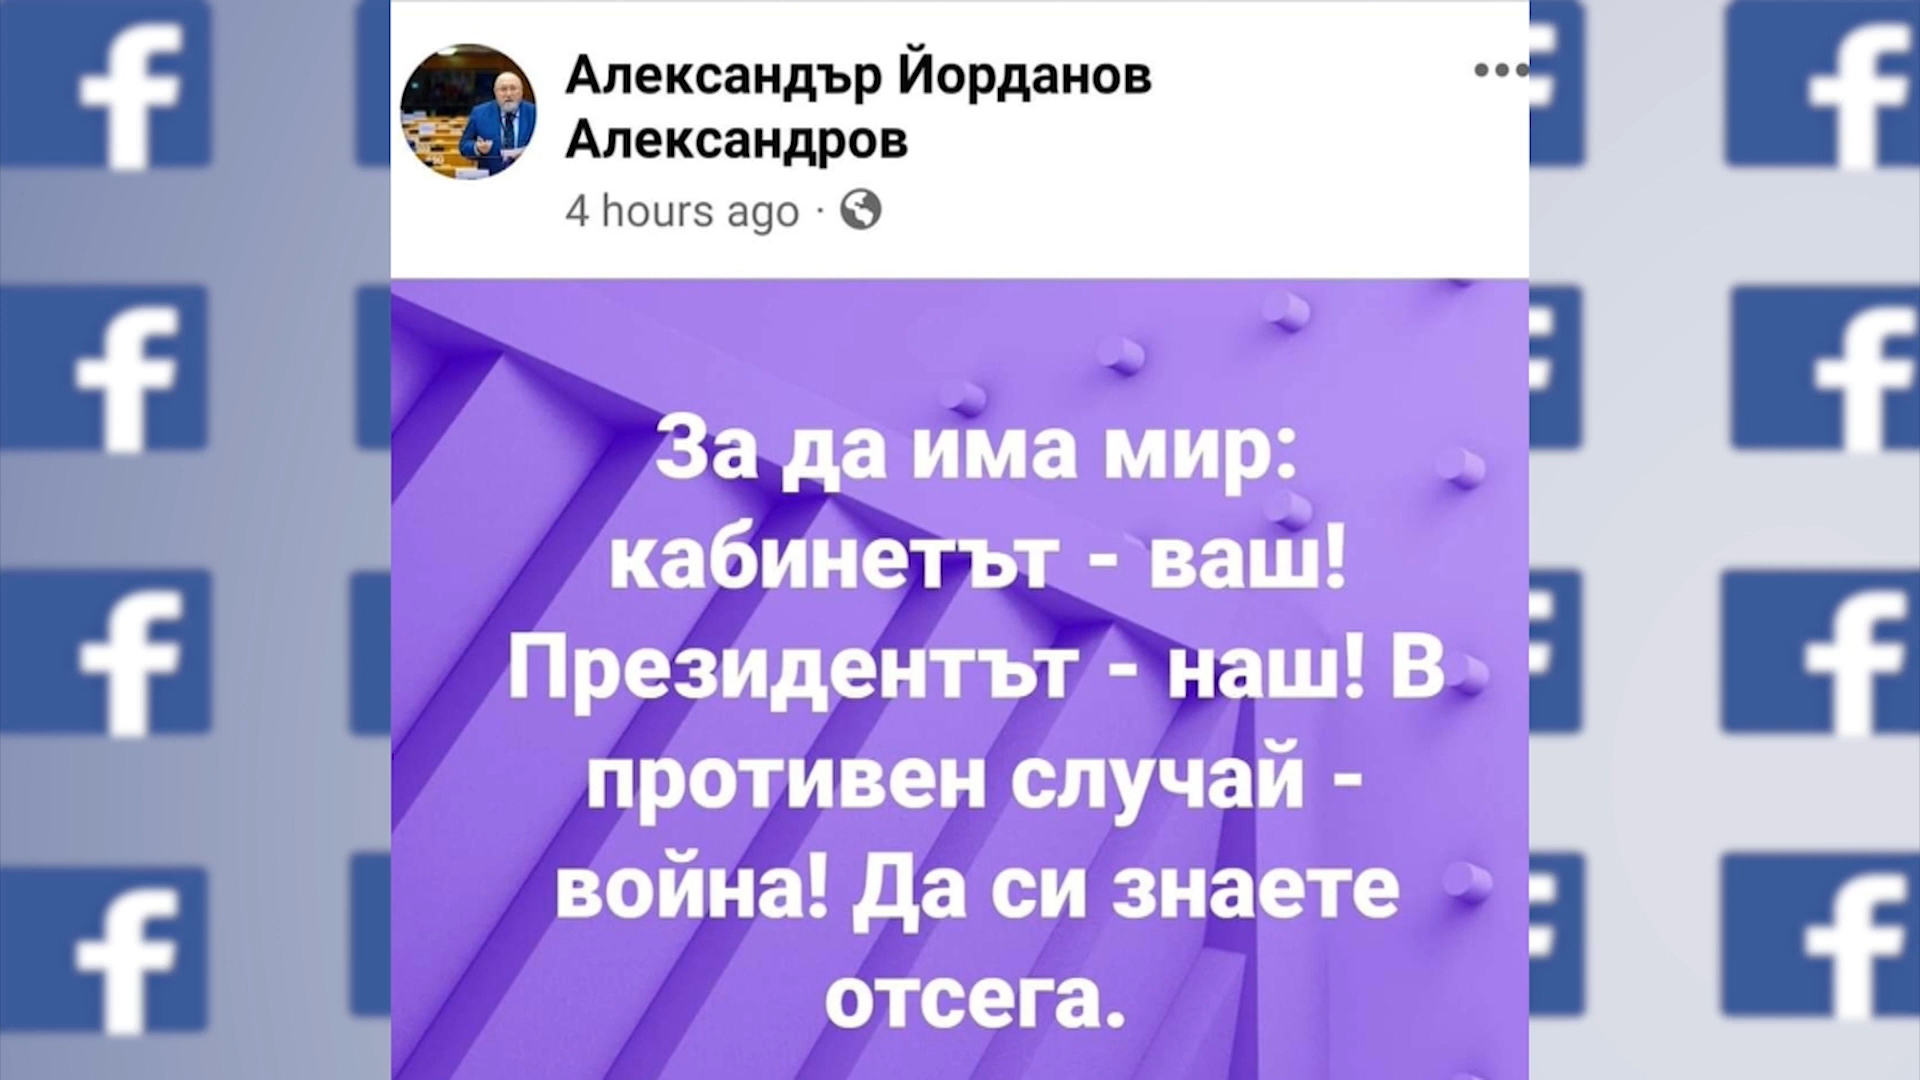 Александър Йорданов
Александров
4 hours ago ·
За да има мир:
кабинетът - ваш!
Президентът - наш! В
противен случай -
война! Да си знаете
отсега.